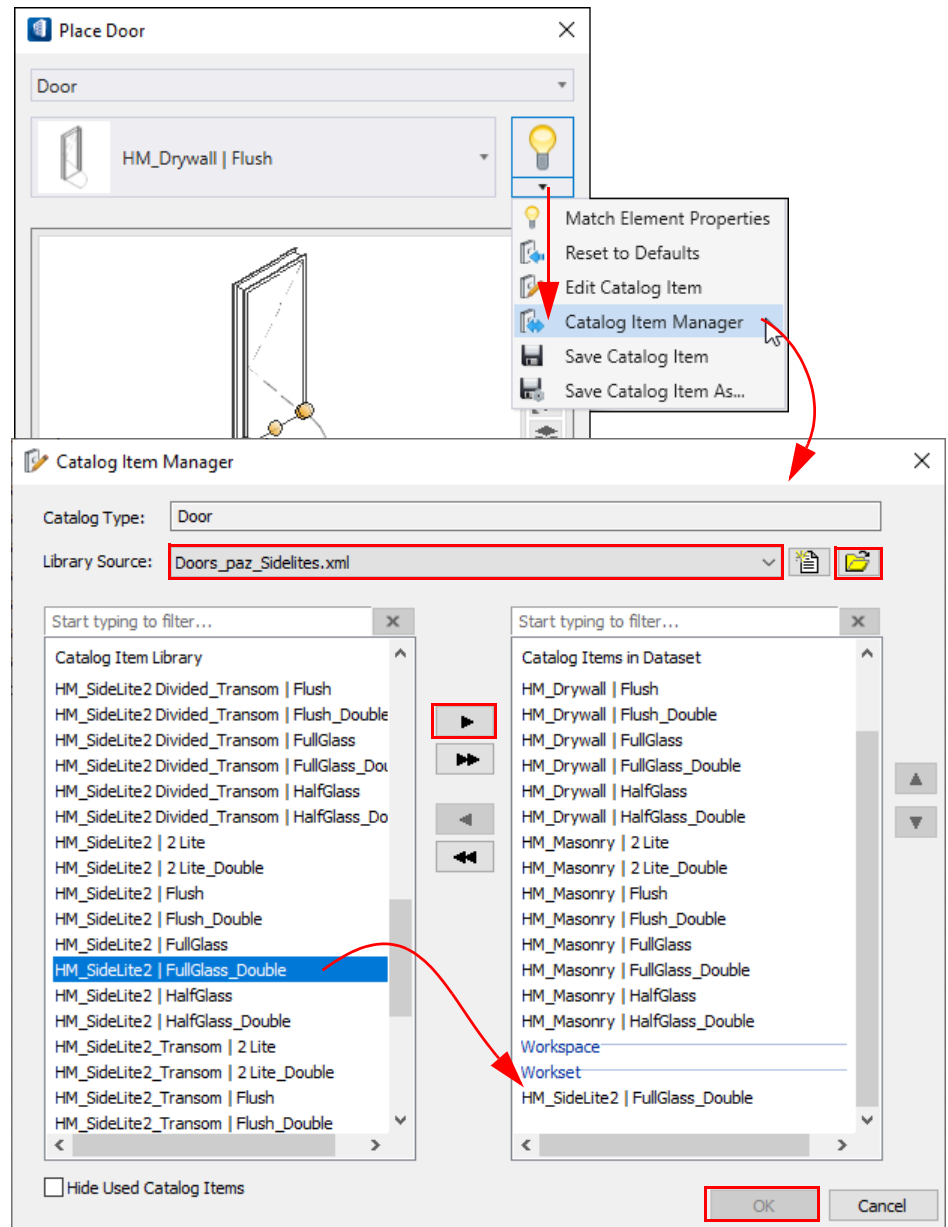 Place Door
Door
HM_Drywall | Flush
Match Element Properties
Reset to Defaults
Edit Catalog Item
Catalog Item Manager
Save Catalog Item
Save Catalog Item As...
Catalog Item Manager
Catalog Type:
Door
Library Source:
Doors_paz_Sidelites.xml
Start typing to filter...
Catalog Item Library
HM_SideLite2 Divided_Transom | Flush
HM_SideLite2 Divided_Transom | Flush_Double
HM_SideLite2 Divided_Transom | FullGlass
HM_SideLite2 Divided_Transom | FullGlass_Dou
HM_SideLite2 Divided_Transom | HalfGlass
HM_SideLite2 Divided_Transom | HalfGlass_Do
HM_SideLite2 | 2 Lite
HM_SideLite2 | 2 Lite_Double
HM_SideLite2 | Flush
HM_SideLite2 | Flush_Double
HM_SideLite2 | FullGlass
HM_SideLite2 | FullGlass_Double
HM_SideLite2 | HalfGlass
HM_SideLite2 | HalfGlass_Double
HM_SideLite2_Transom | 2 Lite
HM_SideLite2_Transom | 2 Lite_Double
HM_SideLite2_Transom | Flush
HM_SideLite2_Transom | Flush_Double
Start typing to filter...
Catalog Items in Dataset
HM_Drywall | Flush
HM_Drywall | Flush_Double
HM_Drywall | FullGlass
HM_Drywall | FullGlass_Double
HM_Drywall | HalfGlass
HM_Drywall | HalfGlass_Double
HM_Masonry | 2 Lite
HM_Masonry | 2 Lite_Double
HM_Masonry | Flush
HM_Masonry | Flush_Double
HM_Masonry | FullGlass
HM_Masonry | FullGlass_Double
HM_Masonry | HalfGlass
HM_Masonry | HalfGlass_Double
Workspace
Workset
HM_SideLite2 | FullGlass_Double
Hide Used Catalog Items
OK
Cancel